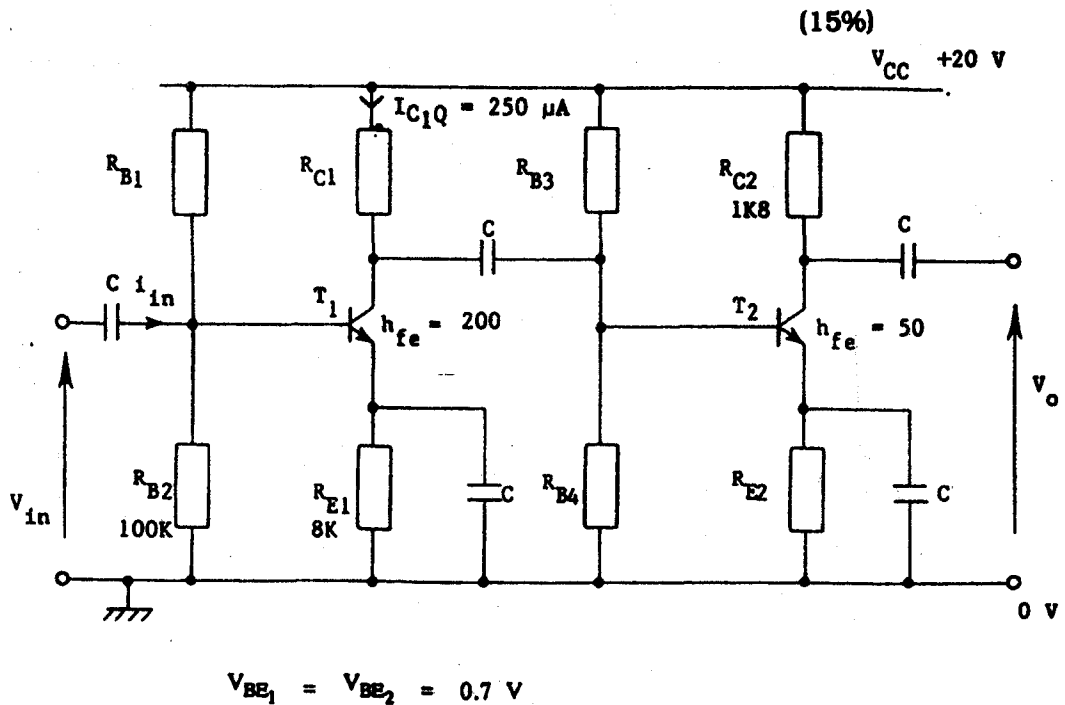 (15%)
V_CC +20 V
I_C1Q = 250 µA
R_B1
R_C1
R_B3
R_C2
1K8
C
C
C i_in
T_1
h_fe = 200
T_2
h_fe = 50
V_o
V_in
R_B2
100K
R_E1
8K
C
R_B4
R_E2
C
0 V
V_BE1 = V_BE2 = 0.7 V